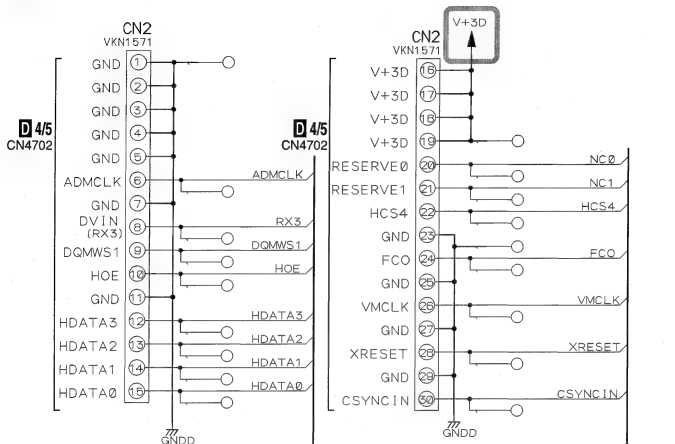 CN2
VKN1571
GND 1
GND 2
GND 3
GND 4
GND 5
ADMCLK 6 ADMCLK
GND 7
DVIN
(RX3) 8 RX3
DQMWS1 9 DQMWS1
HOE 10 HOE
GND 11
HDATA3 12 HDATA3
HDATA2 13 HDATA2
HDATA1 14 HDATA1
HDATA0 15 HDATA0
GNDD
D 4/5
CN4702
V+3D
CN2
VKN1571
V+3D 16
V+3D 17
V+3D 18
V+3D 19
RESERVE0 20 NC0
RESERVE1 21 NC1
HCS4 22 HCS4
GND 23
FCO 24 FCO
GND 25
VMCLK 26 VMCLK
GND 27
XRESET 28 XRESET
GND 29
CSYNCIN 30 CSYNCIN
GNDD
D 4/5
CN4702